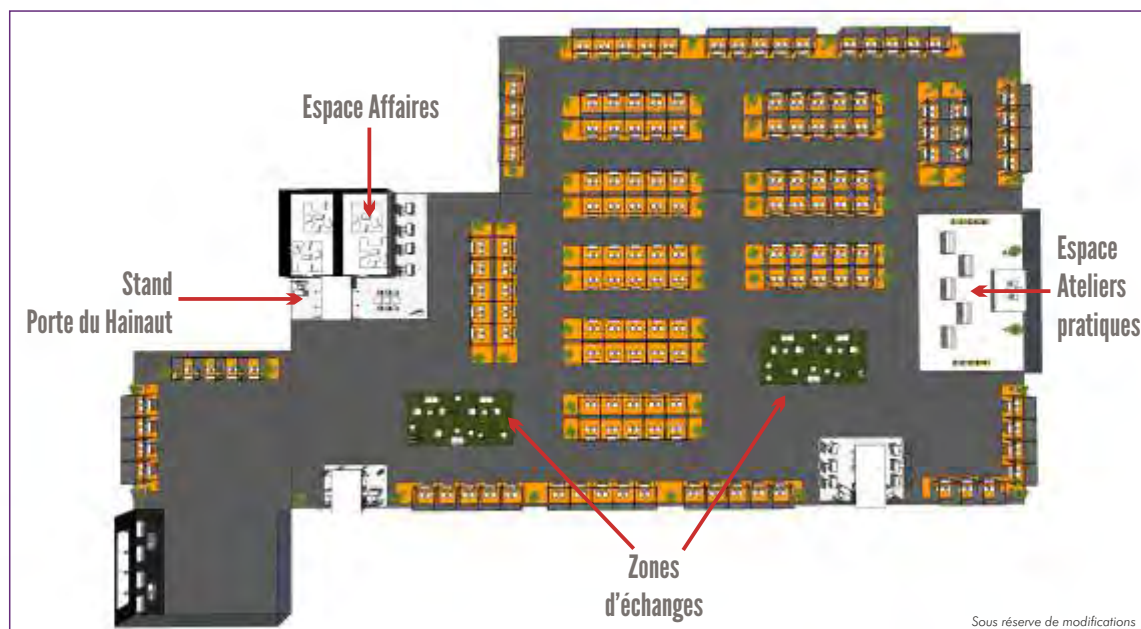 Espace Affaires
Stand
Porte du Hainaut
Espace
Ateliers
pratiques
Zones
d'échanges
Sous réserve de modifications